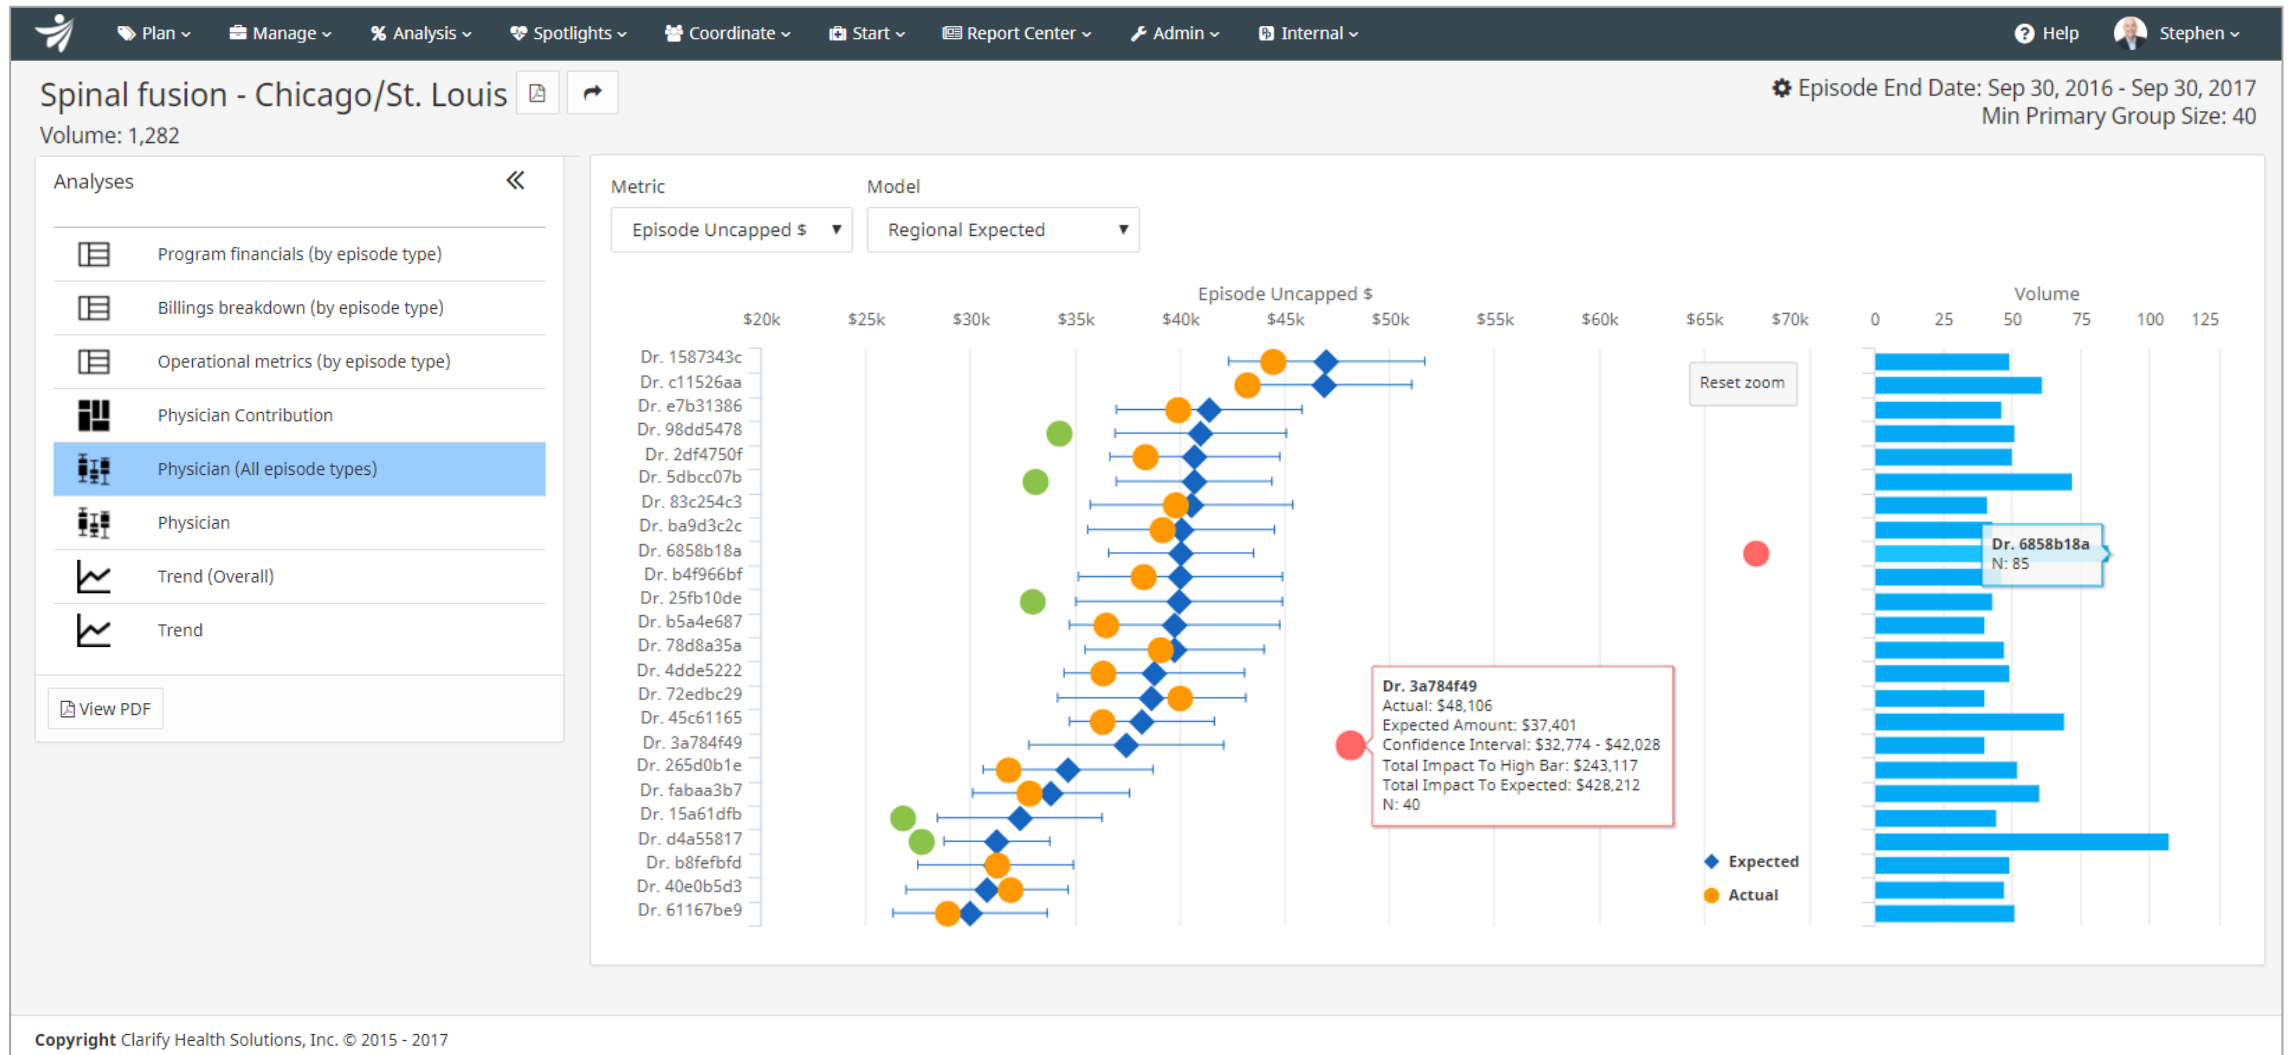 Plan Manage Analysis Spotlights Coordinate Start Report Center Admin Internal Help Stephen
Spinal fusion - Chicago/St. Louis
Volume: 1,282
Episode End Date: Sep 30, 2016 - Sep 30, 2017
Min Primary Group Size: 40
Analyses
Program financials (by episode type)
Billings breakdown (by episode type)
Operational metrics (by episode type)
Physician Contribution
Physician (All episode types)
Physician
Trend (Overall)
Trend
View PDF
Metric Model
Episode Uncapped $ Regional Expected
Episode Uncapped $
$20k $25k $30k $35k $40k $45k $50k $55k $60k $65k $70k
Dr. 1587343c
Dr. c11526aa
Dr. e7b31386
Dr. 98dd5478
Dr. 2df4750f
Dr. 5dbcc07b
Dr. 83c254c3
Dr. ba9d3c2c
Dr. 6858b18a
Dr. b4f966bf
Dr. 25fb10de
Dr. b5a4e687
Dr. 78d8a35a
Dr. 4dde5222
Dr. 72edbc29
Dr. 45c61165
Dr. 3a784f49
Dr. 265d0b1e
Dr. fabaa3b7
Dr. 15a61dfb
Dr. d4a55817
Dr. b8fefbfd
Dr. 40e0b5d3
Dr. 61167be9
Reset zoom
Dr. 3a784f49
Actual: $48,106
Expected Amount: $37,401
Confidence Interval: $32,774 - $42,028
Total Impact To High Bar: $243,117
Total Impact To Expected: $428,212
N: 40
Expected
Actual
Volume
0 25 50 75 100 125
Dr. 6858b18a
N: 85
Copyright Clarify Health Solutions, Inc. © 2015 - 2017